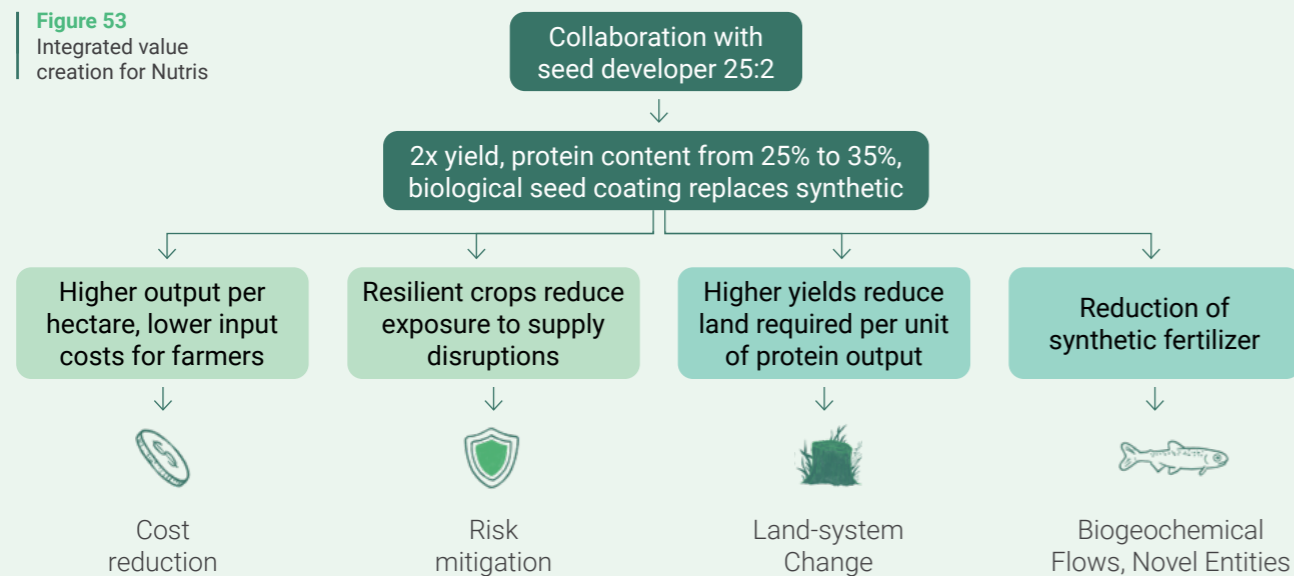 Figure 53
Integrated value
creation for Nutris
Collaboration with
seed developer 25:2
2x yield, protein content from 25% to 35%,
biological seed coating replaces synthetic
Higher output per
hectare, lower input
costs for farmers
Resilient crops reduce
exposure to supply
disruptions
Higher yields reduce
land required per unit
of protein output
Reduction of
synthetic fertilizer
Cost
reduction
Risk
mitigation
Land-system
Change
Biogeochemical
Flows, Novel Entities